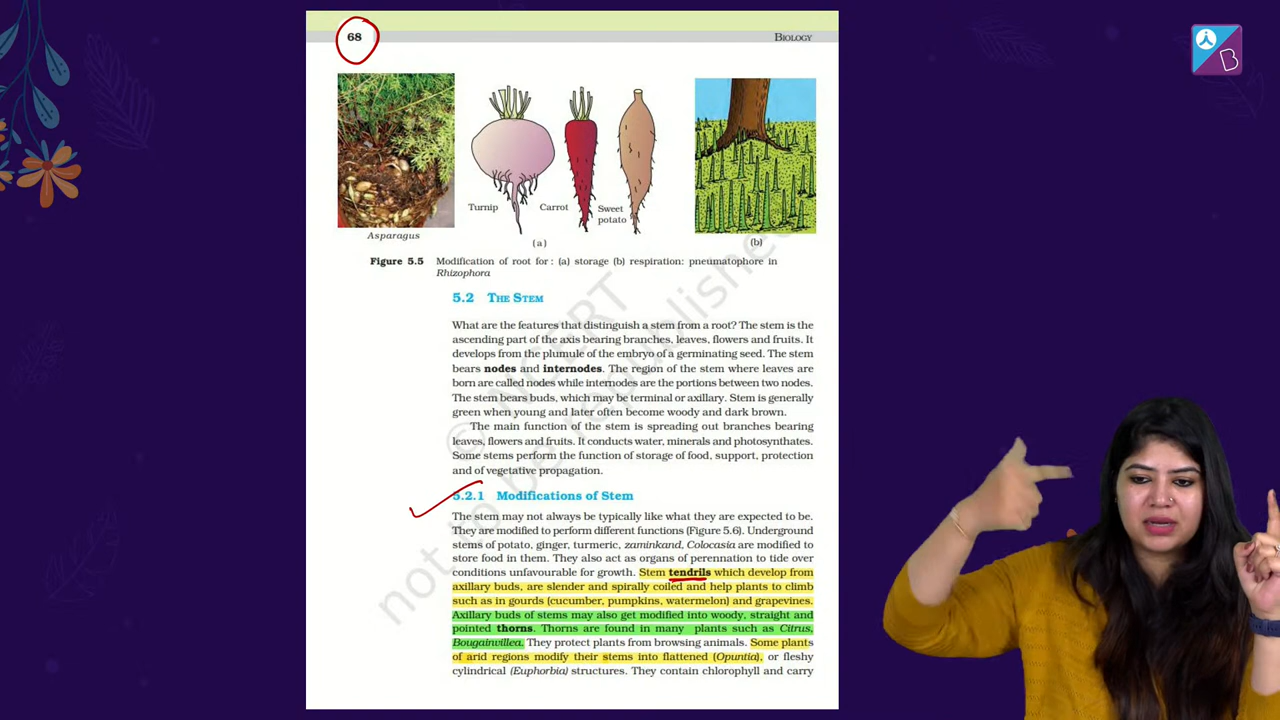 68
BIOLOGY
Turnip
Carrot
Sweet
potato
Asparagus
(a)
(b)
Figure 5.5 Modification of root for : (a) storage (b) respiration: pneumatophore in
Rhizophora
5.2 THE STEM
What are the features that distinguish a stem from a root? The stem is the
ascending part of the axis bearing branches, leaves, flowers and fruits. It
develops from the plumule of the embryo of a germinating seed. The stem
bears nodes and internodes. The region of the stem where leaves are
born are called nodes while internodes are the portions between two nodes.
The stem bears buds, which may be terminal or axillary. Stem is generally
green when young and later often become woody and dark brown.
The main function of the stem is spreading out branches bearing
leaves, flowers and fruits. It conducts water, minerals and photosynthates.
Some stems perform the function of storage of food, support, protection
and of vegetative propagation.
5.2.1 Modifications of Stem
The stem may not always be typically like what they are expected to be.
They are modified to perform different functions (Figure 5.6). Underground
stems of potato, ginger, turmeric, zaminkand, Colocasia are modified to
store food in them. They also act as organs of perennation to tide over
conditions unfavourable for growth. Stem tendrils which develop from
axillary buds, are slender and spirally coiled and help plants to climb
such as in gourds (cucumber, pumpkins, watermelon) and grapevines.
Axillary buds of stems may also get modified into woody, straight and
pointed thorns. Thorns are found in many plants such as Citrus,
Bougainvillea. They protect plants from browsing animals. Some plants
of arid regions modify their stems into flattened (Opuntia), or fleshy
cylindrical (Euphorbia) structures. They contain chlorophyll and carry
© NCERT
not to be republished
B